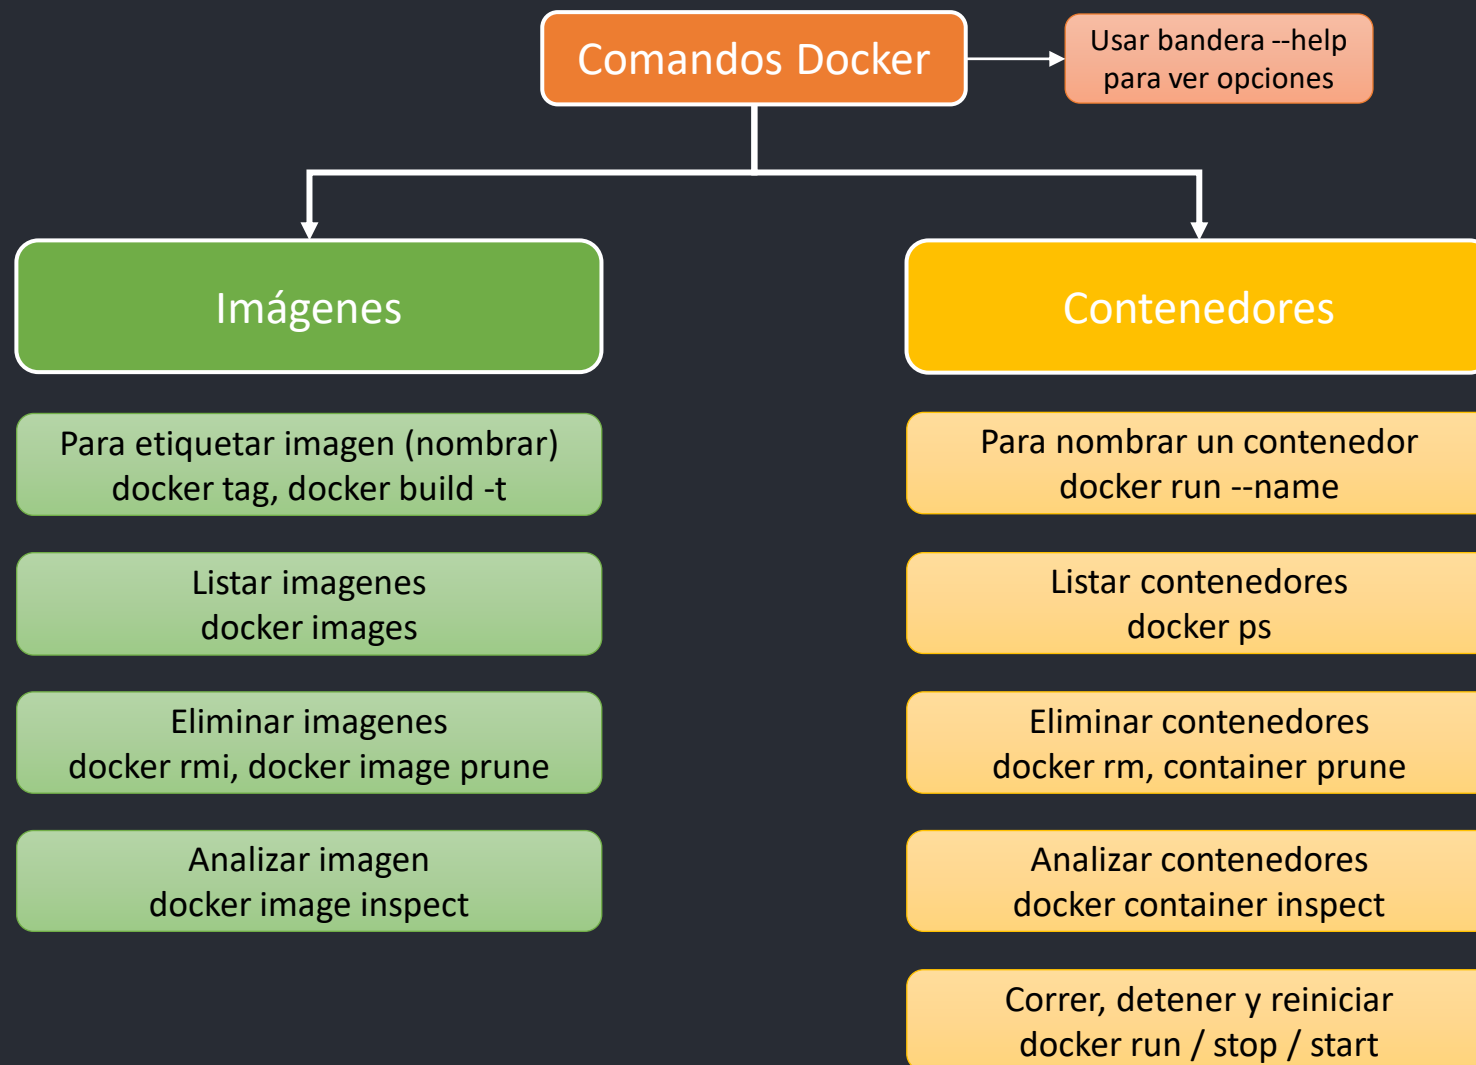 Comandos Docker
Usar bandera --help
para ver opciones
Imágenes
Para etiquetar imagen (nombrar)
docker tag, docker build -t
Listar imagenes
docker images
Eliminar imagenes
docker rmi, docker image prune
Analizar imagen
docker image inspect
Contenedores
Para nombrar un contenedor
docker run --name
Listar contenedores
docker ps
Eliminar contenedores
docker rm, container prune
Analizar contenedores
docker container inspect
Correr, detener y reiniciar
docker run / stop / start